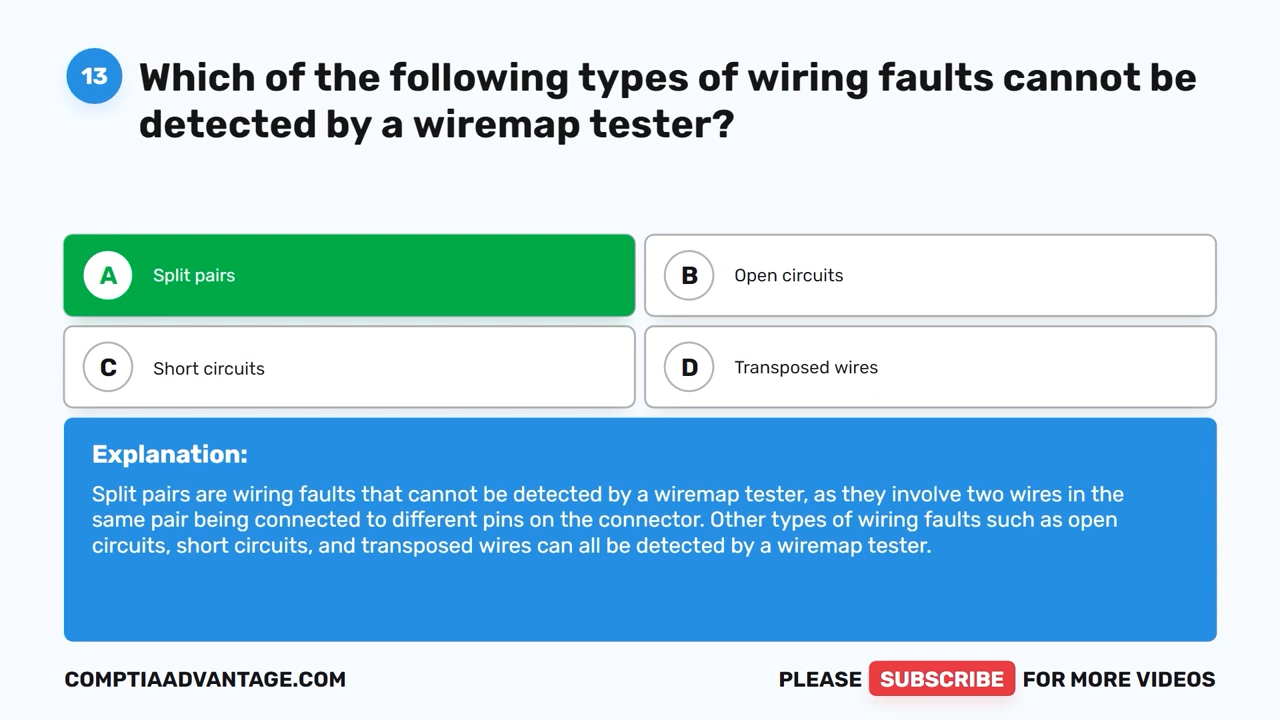 13
Which of the following types of wiring faults cannot be
detected by a wiremap tester?
A Split pairs
B Open circuits
C Short circuits
D Transposed wires
Explanation:
Split pairs are wiring faults that cannot be detected by a wiremap tester, as they involve two wires in the
same pair being connected to different pins on the connector. Other types of wiring faults such as open
circuits, short circuits, and transposed wires can all be detected by a wiremap tester.
COMPTIAADVANTAGE.COM
PLEASE SUBSCRIBE FOR MORE VIDEOS